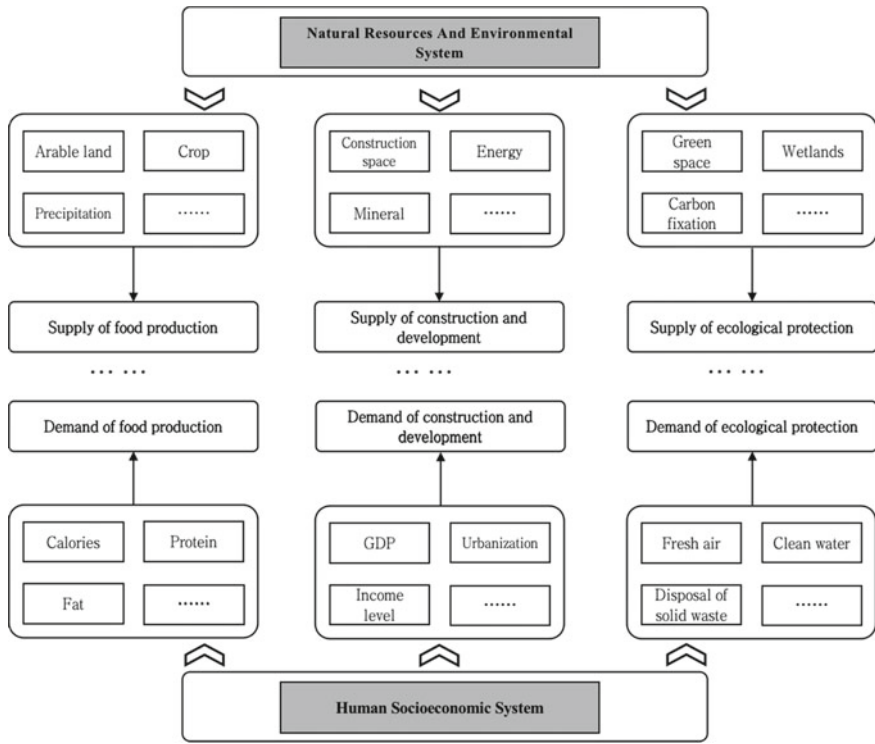 Natural Resources And Environmental
System
Arable land
Crop
Precipitation
······
Construction
space
Energy
Mineral
······
Green
space
Wetlands
Carbon
fixation
······
Supply of food production
Supply of construction and
development
Supply of ecological protection
··· ···
··· ···
··· ···
Demand of food production
Demand of construction and
development
Demand of ecological protection
Calories
Protein
Fat
······
GDP
Urbanization
Income
level
······
Fresh air
Clean water
Disposal of
solid waste
······
Human Socioeconomic System